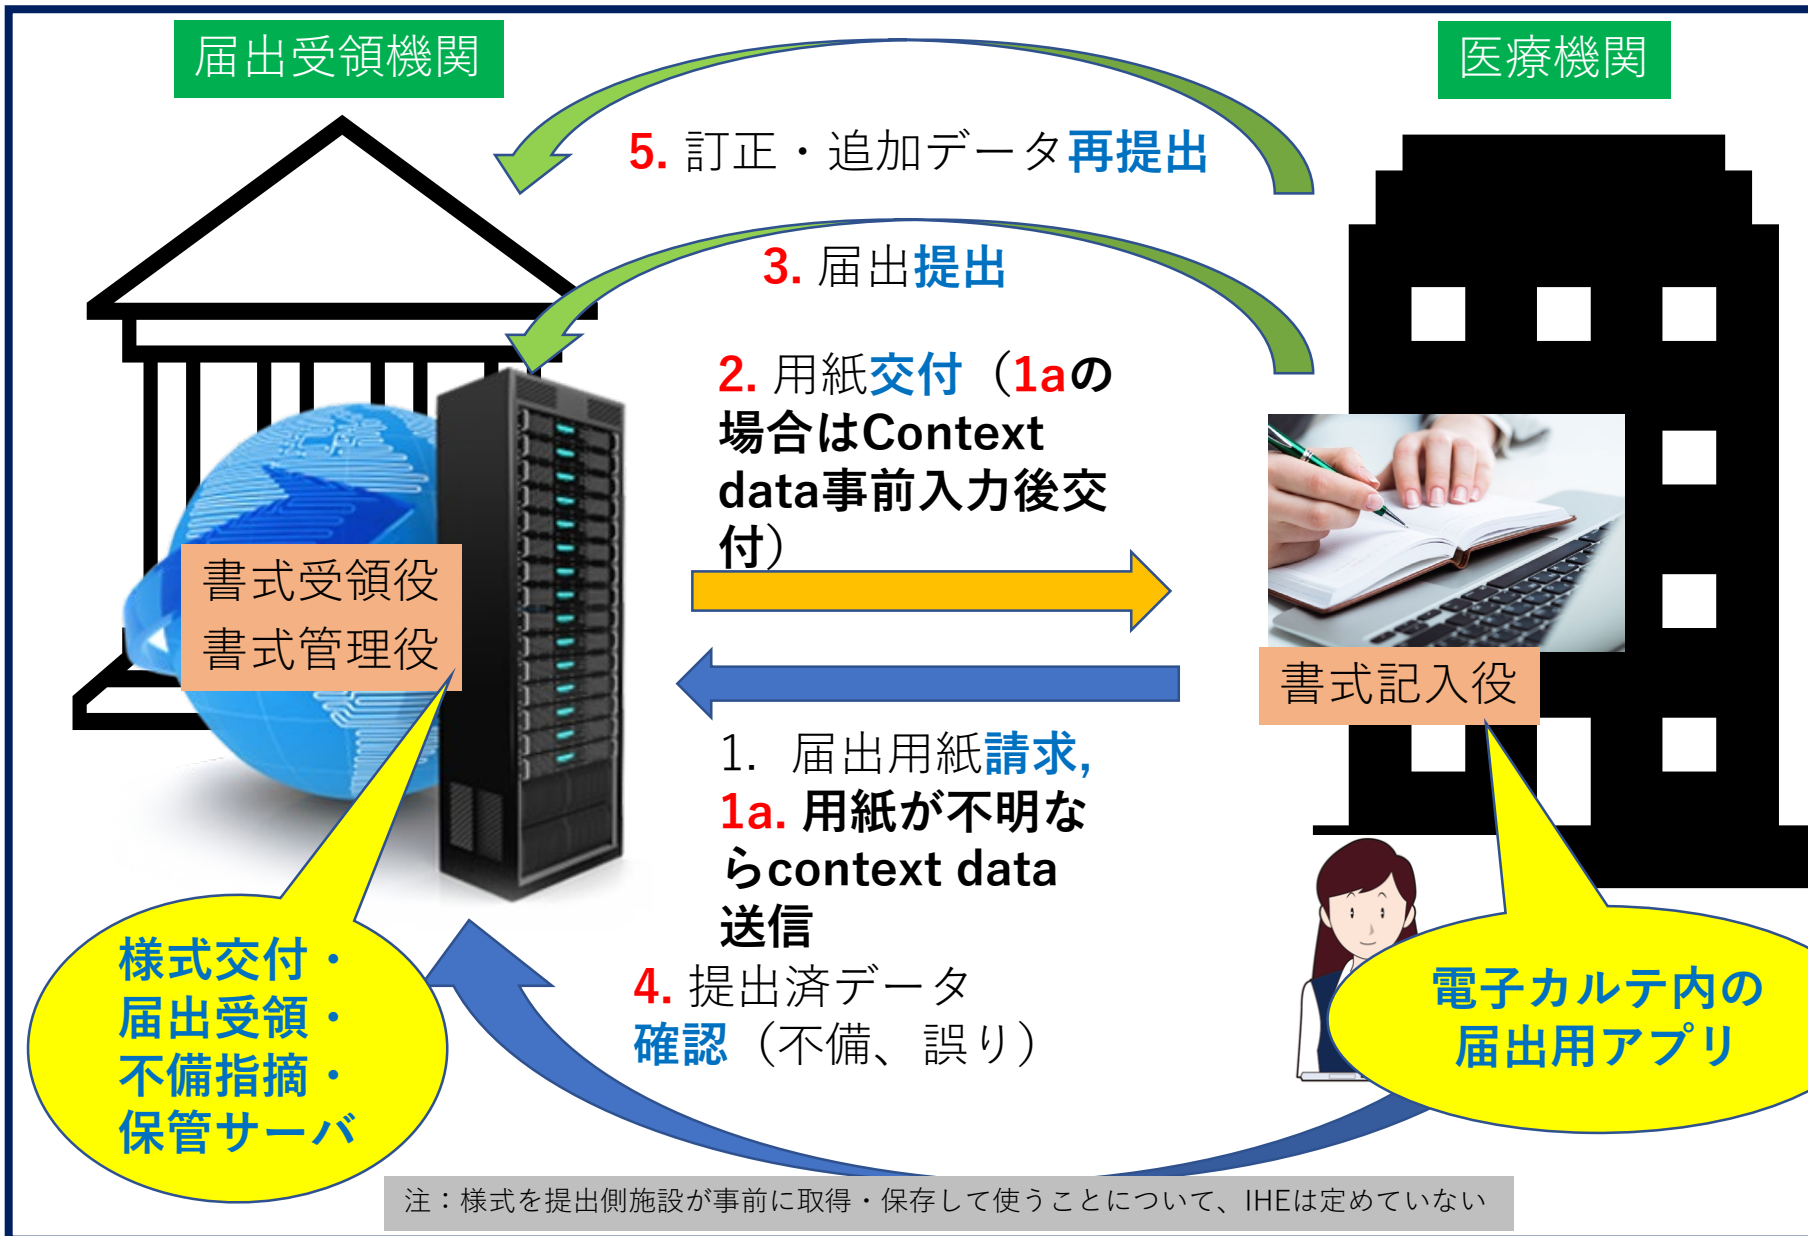 届出受領機関
医療機関
5. 訂正・追加データ再提出
3. 届出提出
2. 用紙交付（1aの
場合はContext
data事前入力後交
付）
書式受領役
書式管理役
書式記入役
1. 届出用紙請求,
1a. 用紙が不明な
らcontext data
送信
4. 提出済データ
確認（不備、誤り）
様式交付・
届出受領・
不備指摘・
保管サーバ
電子カルテ内の
届出用アプリ
注：様式を提出側施設が事前に取得・保存して使うことについて、IHEは定めていない